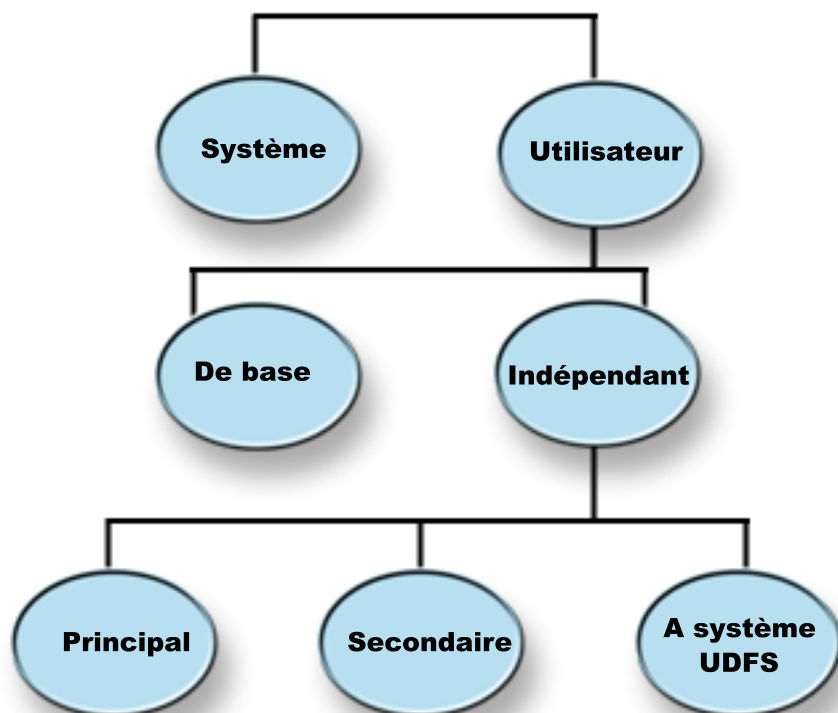 Système
Utilisateur
De base
Indépendant
Principal
Secondaire
A système
UDFS